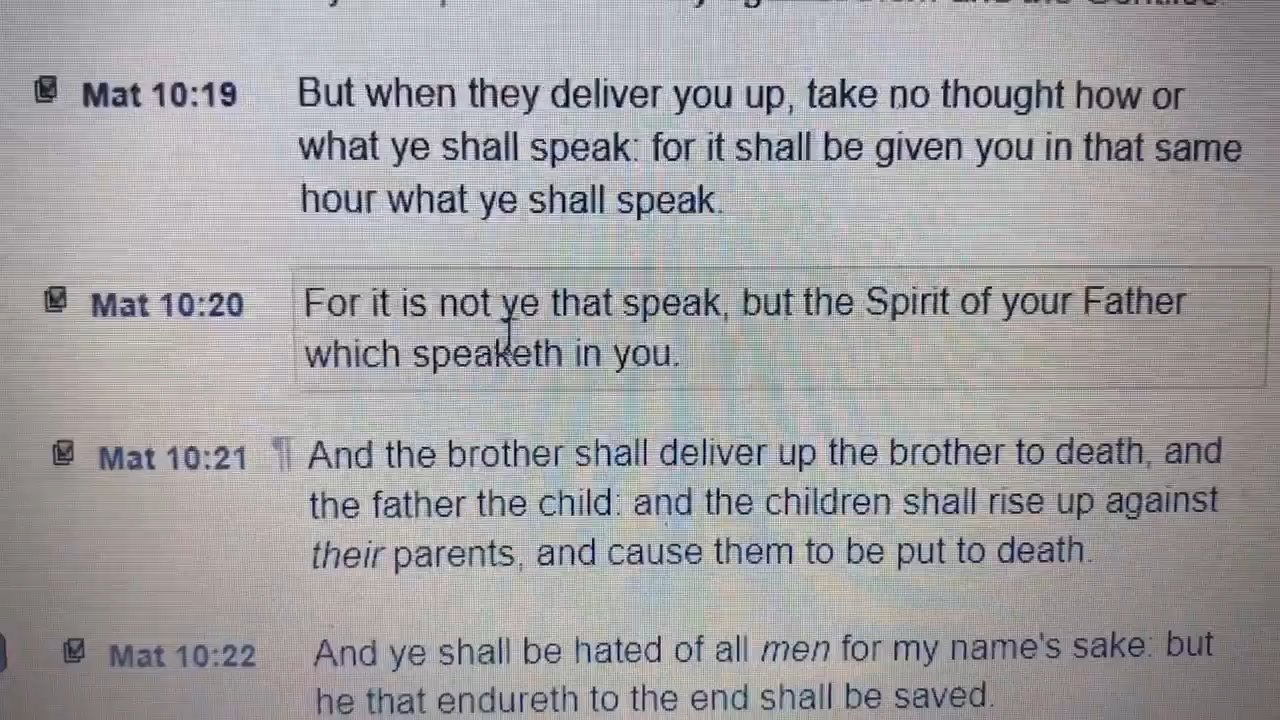 Mat 10:19 But when they deliver you up, take no thought how or
what ye shall speak: for it shall be given you in that same
hour what ye shall speak.
Mat 10:20 For it is not ye that speak, but the Spirit of your Father
which speaketh in you.
Mat 10:21 ¶ And the brother shall deliver up the brother to death, and
the father the child: and the children shall rise up against
their parents, and cause them to be put to death.
Mat 10:22 And ye shall be hated of all men for my name's sake: but
he that endureth to the end shall be saved.